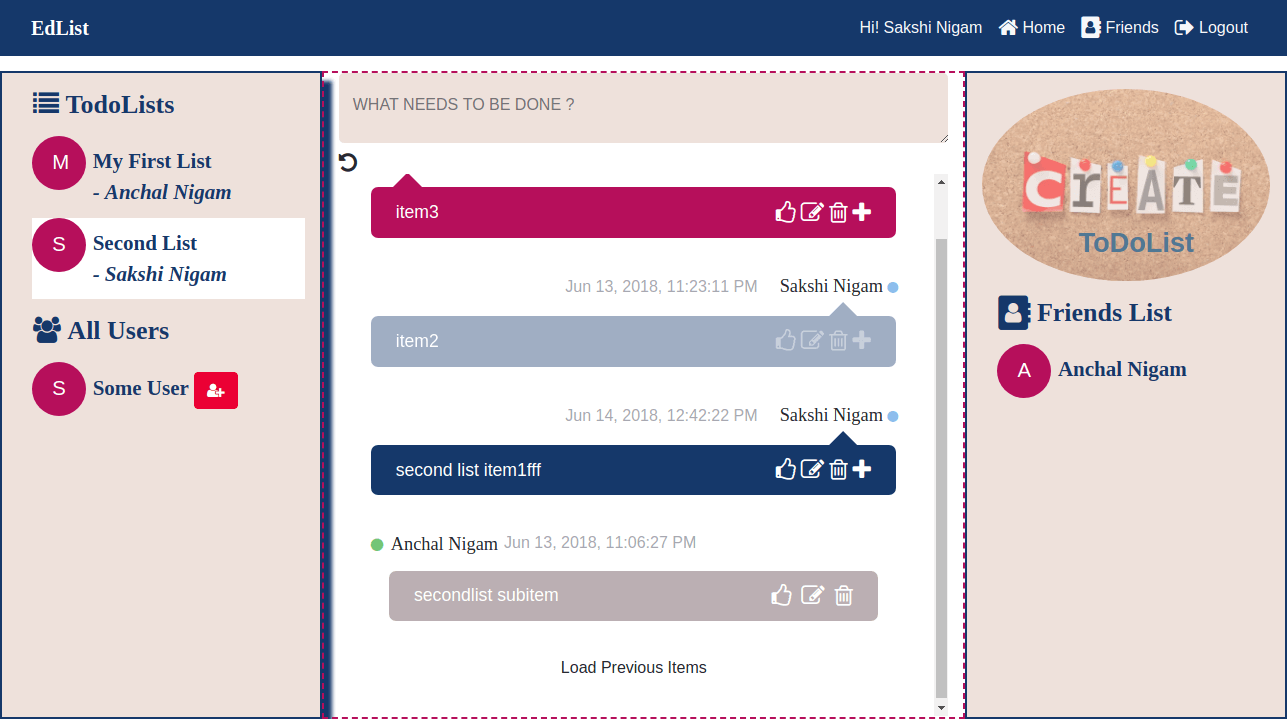 EdList
Hi! Sakshi Nigam
Home
Friends
Logout
TodoLists
M
My First List
- Anchal Nigam
S
Second List
- Sakshi Nigam
All Users
S
Some User
WHAT NEEDS TO BE DONE ?
item3
Jun 13, 2018, 11:23:11 PM Sakshi Nigam
item2
Jun 14, 2018, 12:42:22 PM Sakshi Nigam
second list item1fff
Anchal Nigam Jun 13, 2018, 11:06:27 PM
secondlist subitem
Load Previous Items
CREATE
ToDoList
Friends List
A
Anchal Nigam